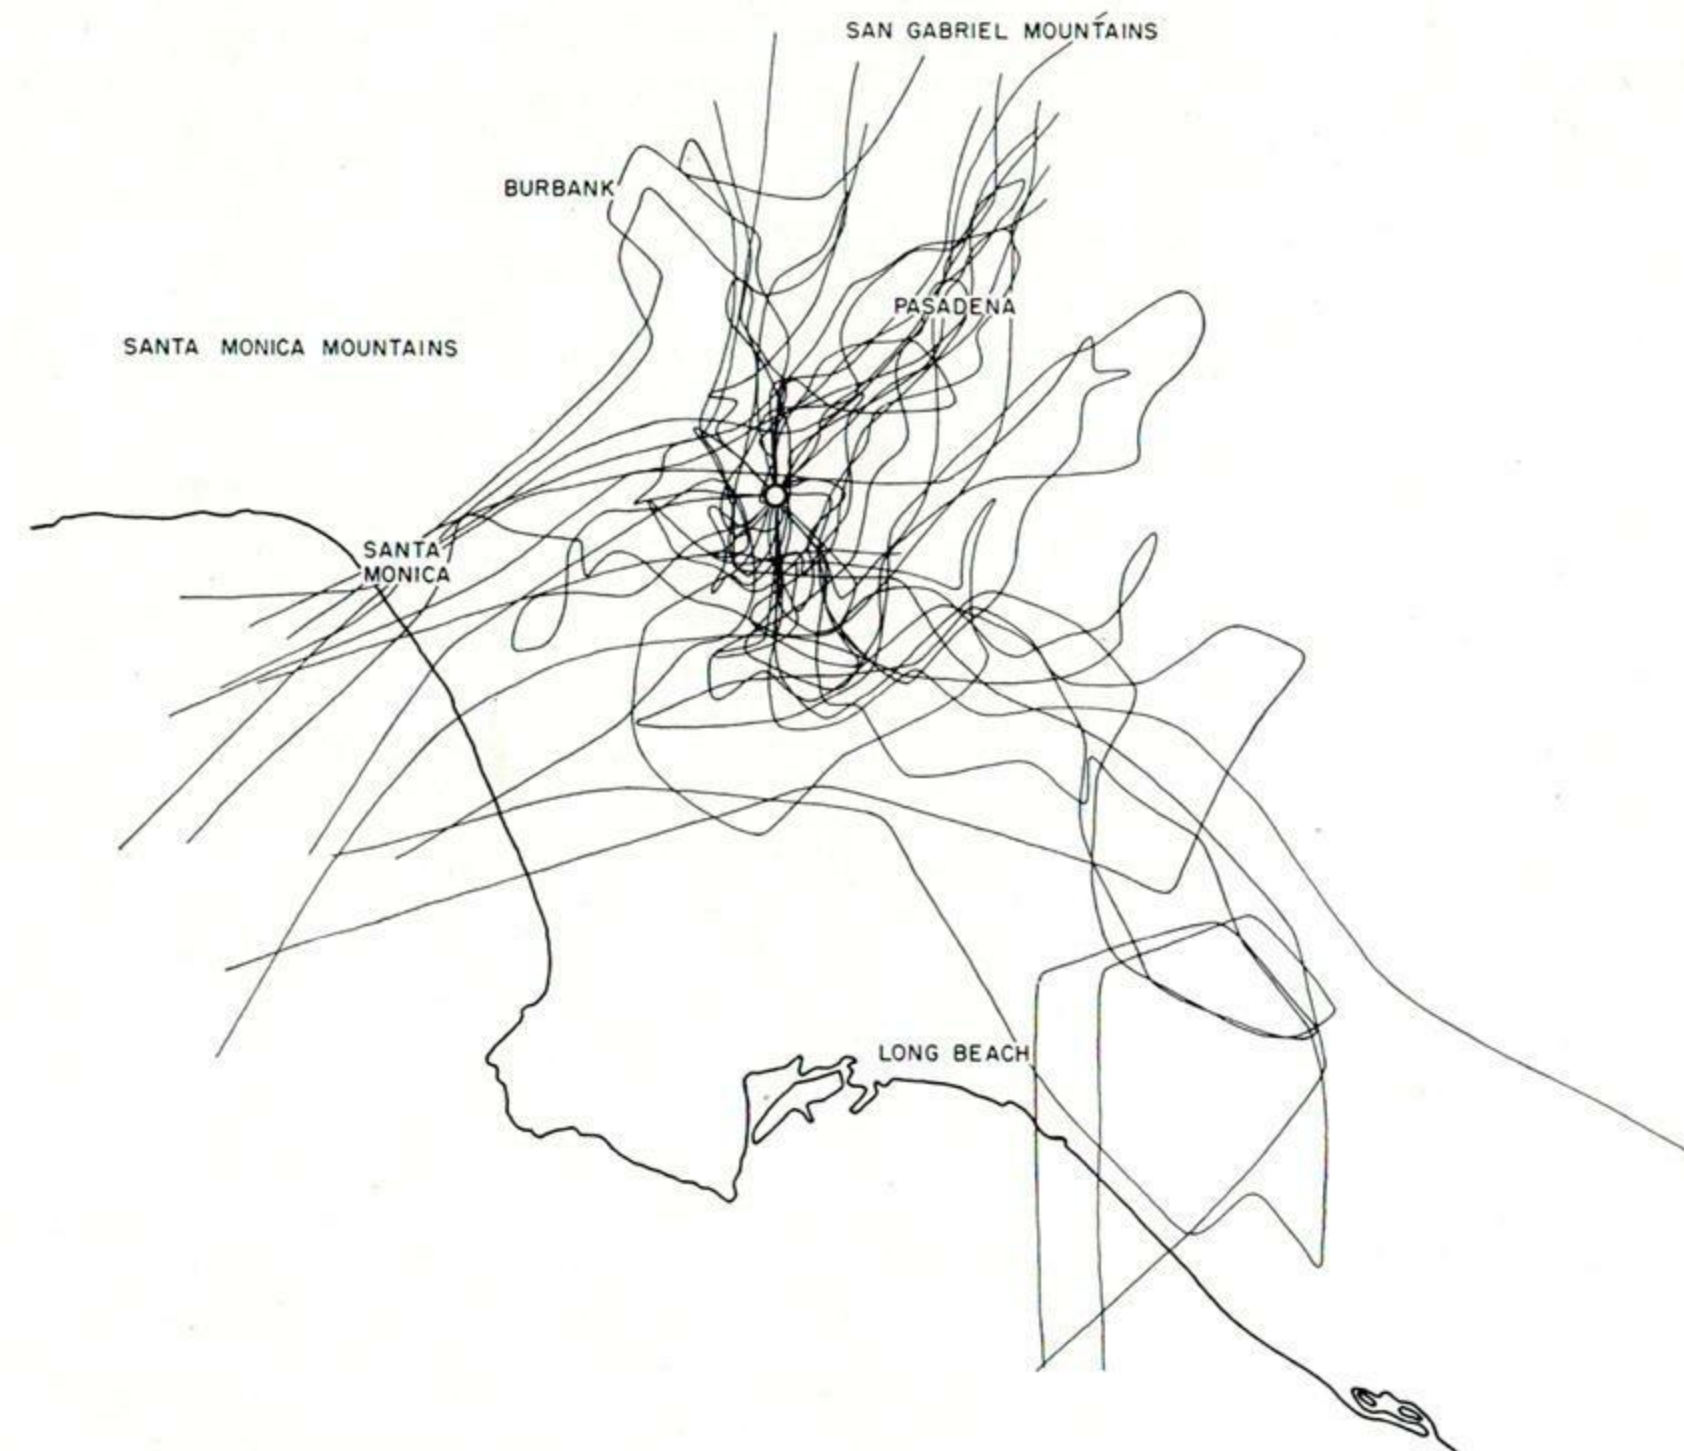 SAN GABRIEL MOUNTAINS
BURBANK
PASADENA
SANTA MONICA MOUNTAINS
SANTA
MONICA
LONG BEACH